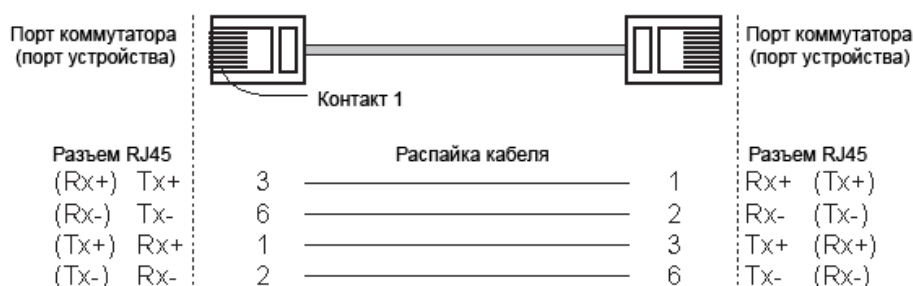 Порт коммутатора
(порт устройства)
Порт коммутатора
(порт устройства)
Контакт 1
Разъем RJ45 Распайка кабеля Разъем RJ45
(Rx+) Tx+ 3 1 Rx+ (Tx+)
(Rx-) Tx- 6 2 Rx- (Tx-)
(Tx+) Rx+ 1 3 Tx+ (Rx+)
(Tx-) Rx- 2 6 Tx- (Rx-)